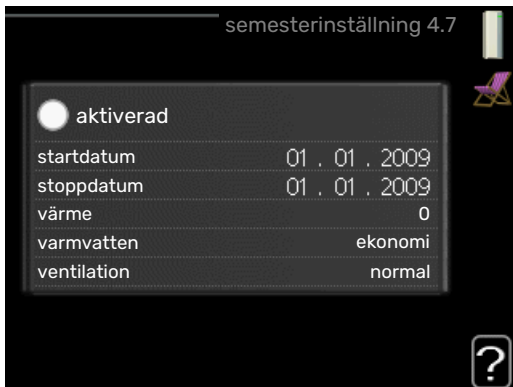 semesterinställning 4.7
aktiverad
startdatum 01 . 01 . 2009
stoppdatum 01 . 01 . 2009
värme 0
varmvatten ekonomi
ventilation normal
?